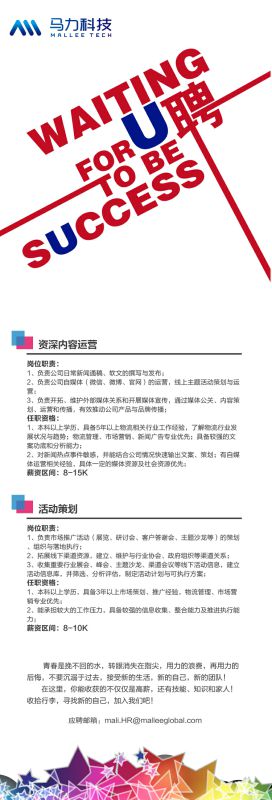 马力科技
MALLEE TECH
WAITING
FOR U聘
TO BE
SUCCESS
资深内容运营
岗位职责：
1、负责公司日常新闻通稿、软文的撰写与发布；
2、负责公司自媒体（微信、微博、官网）的运营，线上主题活动策划与运
营；
3、负责开拓、维护外部媒体关系和开展媒体宣传，通过媒体公关、内容策
划、运营和传播，有效推动公司产品与品牌传播；
任职资格：
1、本科以上学历，具备5年以上物流相关行业工作经验，了解物流行业发
展状况与趋势；物流管理、市场营销、新闻广告专业优先；具备较强的文
案功底和分析能力；
2、对新闻热点事件敏感，并能结合公司情况快速输出文案、策划；有自媒
体运营相关经验，具体一定的媒体资源及社会资源优先；
薪资区间：8-15K
活动策划
岗位职责：
1、负责市场推广活动（展览、研讨会、客户答谢会、主题沙龙等）的策划
、组织与落地执行；
2、拓展线下渠道资源，建立、维护与行业协会、政府组织等渠道关系；
3、收集重要行业展会、峰会、主题沙龙、渠道会议等线下活动信息，建立
活动信息库，并筛选、分析评估，制定活动计划与可执行方案；
任职资格：
1、本科以上学历，具备3年以上市场策划、推广经验，物流管理、市场营
销专业优先；
2、能承担较大的工作压力，具备较强的信息收集、整合能力及推进执行能
力；
薪资区间：8-10K
青春是挽不回的水，转眼消失在指尖，用力的浪费，再用力的
后悔，不要沉溺于过去，接受新的生活，新的自己，新的团队！
在这里，你能收获的不仅仅是高薪，还有技能、知识和家人！
收拾行李，寻找新的自己，加入我们吧！
应聘邮箱：mali.HR@malleeglobal.com